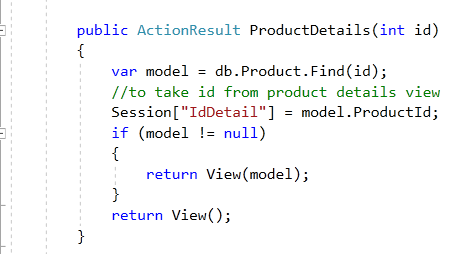 public ActionResult ProductDetails(int id)
{
var model = db.Product.Find(id);
//to take id from product details view
Session["IdDetail"] = model.ProductId;
if (model != null)
{
return View(model);
}
return View();
}